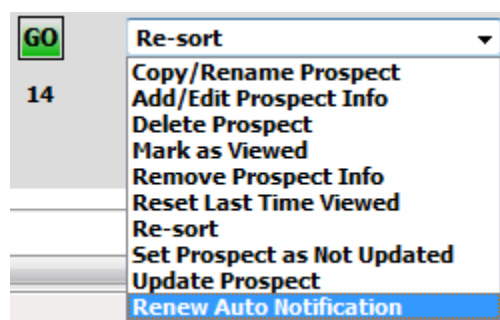 GO
Re-sort
14
Copy/Rename Prospect
Add/Edit Prospect Info
Delete Prospect
Mark as Viewed
Remove Prospect Info
Reset Last Time Viewed
Re-sort
Set Prospect as Not Updated
Update Prospect
Renew Auto Notification